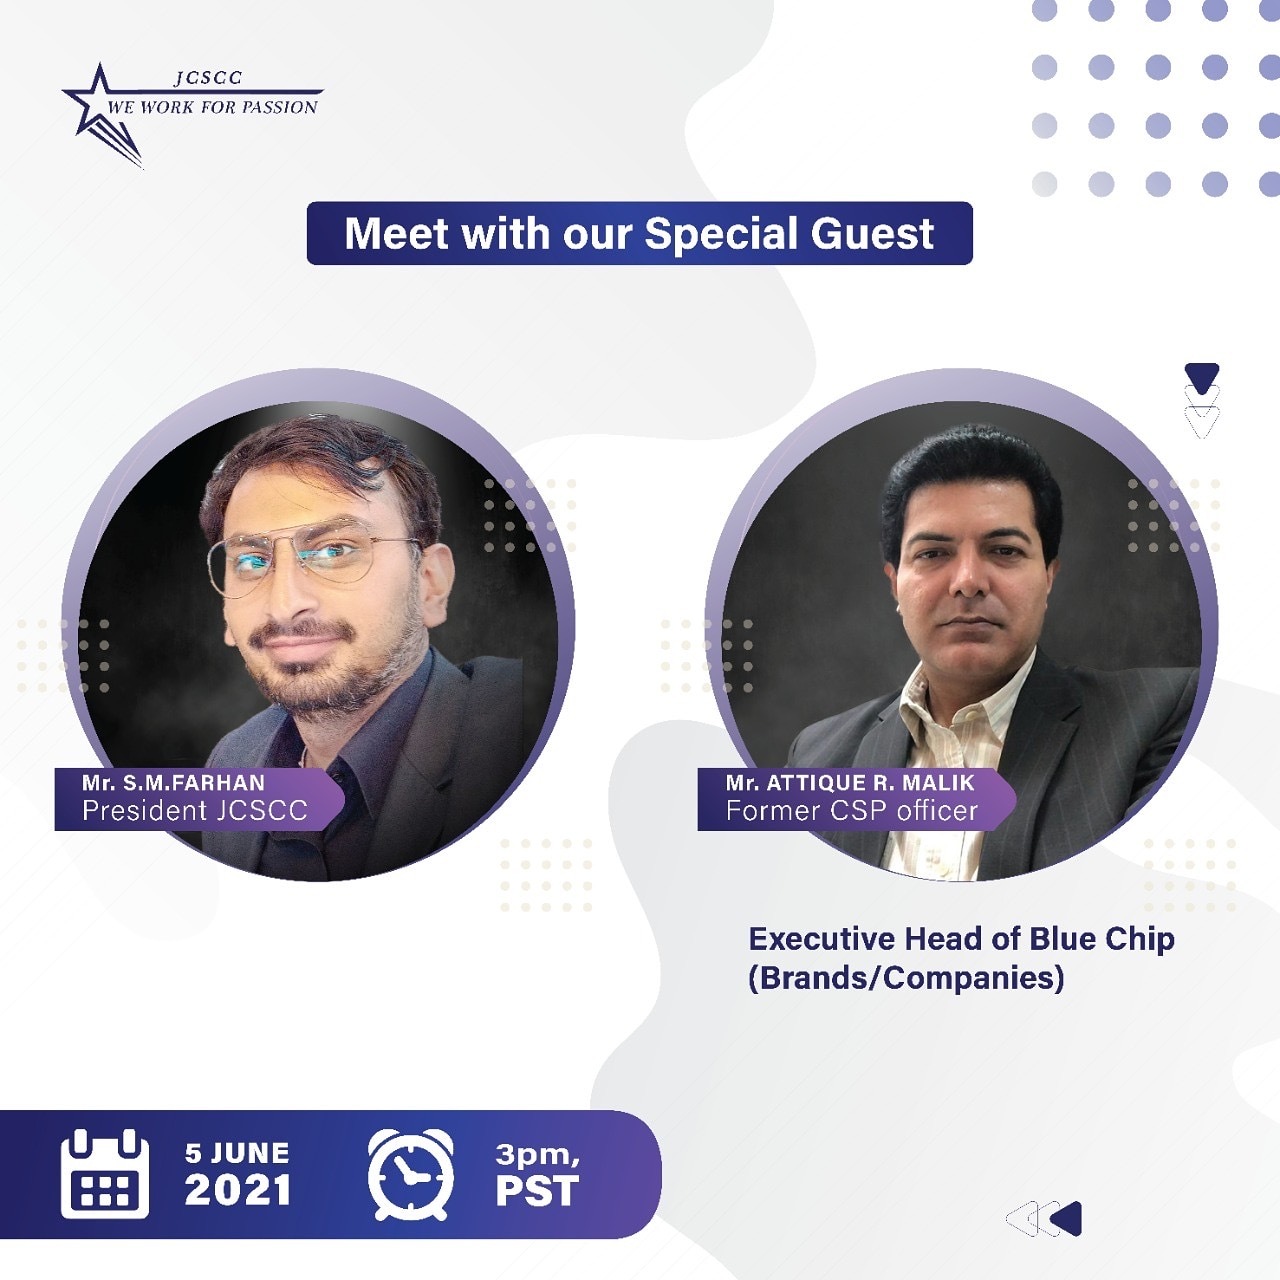 JCSCC
WE WORK FOR PASSION
Meet with our Special Guest
Mr. S.M.FARHAN
President JCSCC
Mr. ATTIQUE R. MALIK
Former CSP officer
Executive Head of Blue Chip
(Brands/Companies)
5 JUNE
2021
3pm,
PST